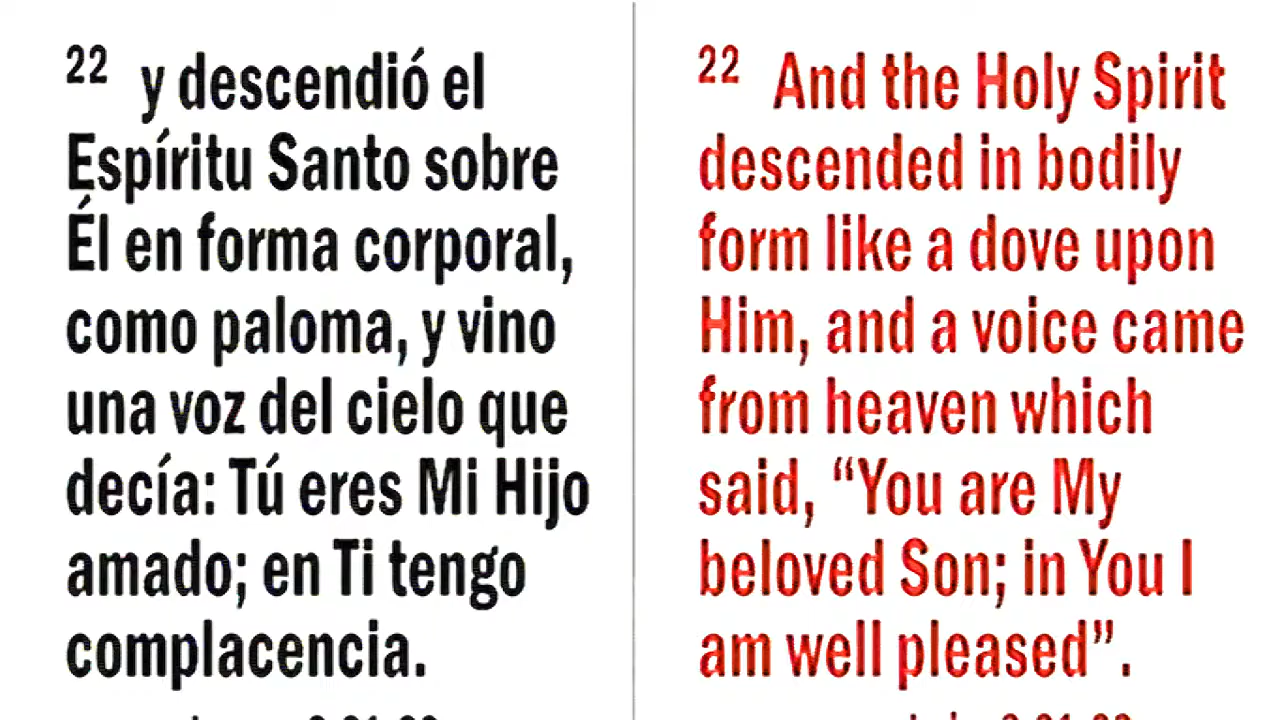 22 y descendió el
Espíritu Santo sobre
Él en forma corporal,
como paloma, y vino
una voz del cielo que
decía: Tú eres Mi Hijo
amado; en Ti tengo
complacencia.
22 And the Holy Spirit
descended in bodily
form like a dove upon
Him, and a voice came
from heaven which
said, “You are My
beloved Son; in You I
am well pleased”.